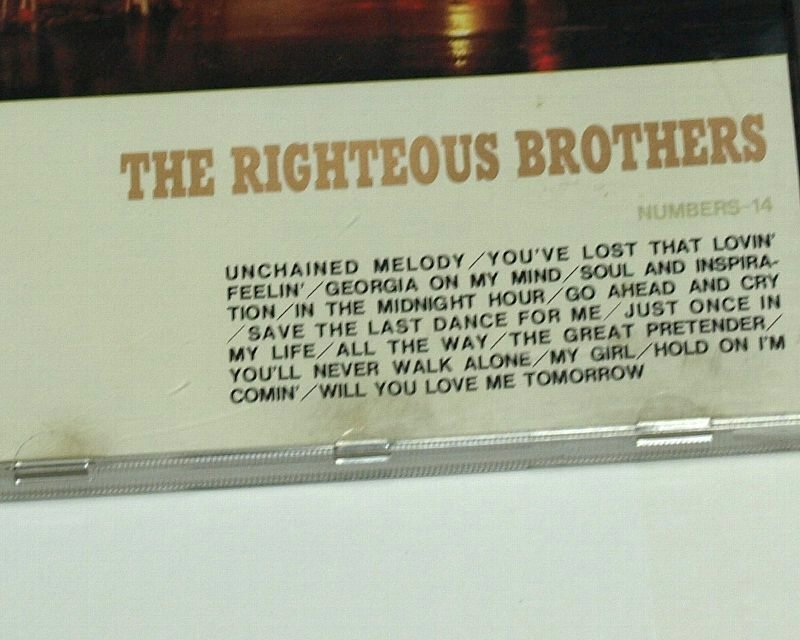 THE RIGHTEOUS BROTHERS
NUMBERS-14
UNCHAINED MELODY/YOU'VE LOST THAT LOVIN'
FEELIN'/GEORGIA ON MY MIND/SOUL AND INSPIRA-
TION/IN THE MIDNIGHT HOUR/GO AHEAD AND CRY
/SAVE THE LAST DANCE FOR ME/JUST ONCE IN
MY LIFE/ALL THE WAY/THE GREAT PRETENDER/
YOU'LL NEVER WALK ALONE/MY GIRL/HOLD ON I'M
COMIN'/WILL YOU LOVE ME TOMORROW